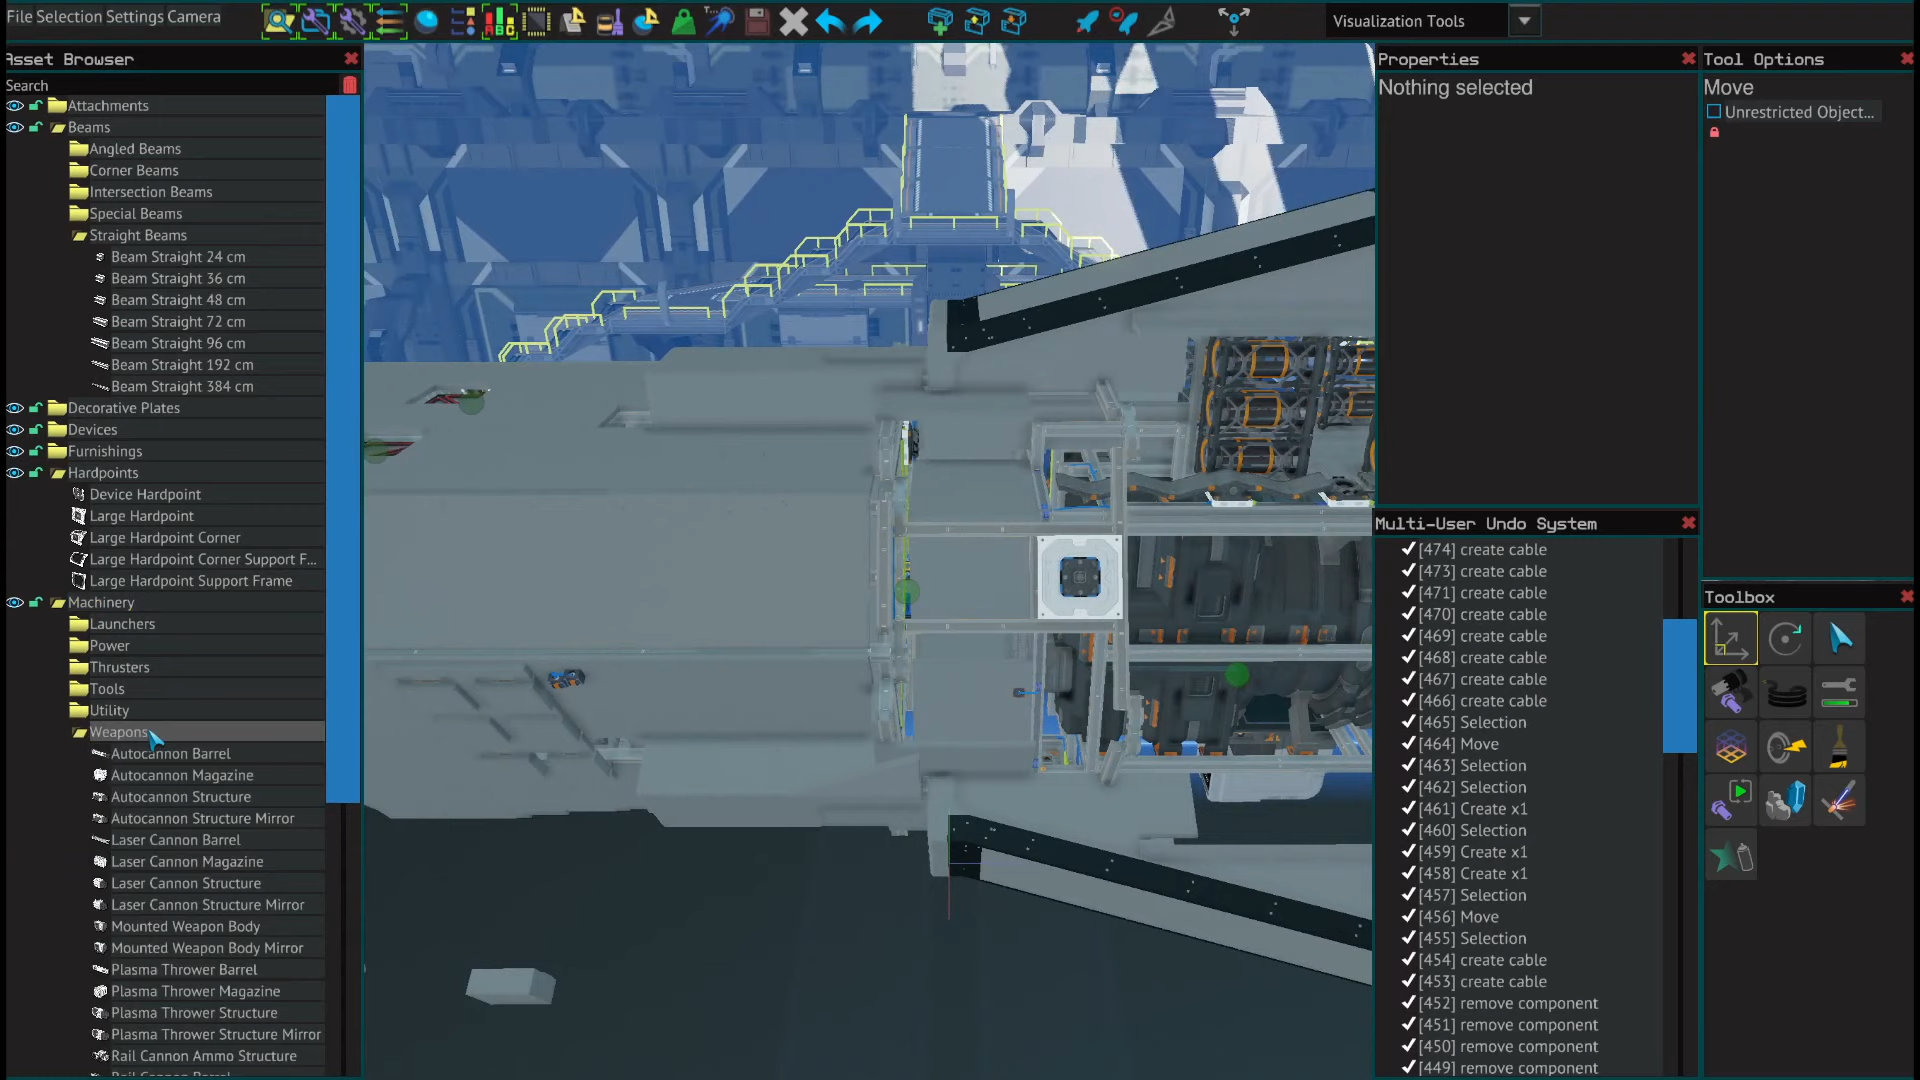 File Selection Settings Camera
Visualization Tools
Asset Browser
Search
Attachments
Beams
Angled Beams
Corner Beams
Intersection Beams
Special Beams
Straight Beams
Beam Straight 24 cm
Beam Straight 36 cm
Beam Straight 48 cm
Beam Straight 72 cm
Beam Straight 96 cm
Beam Straight 192 cm
Beam Straight 384 cm
Decorative Plates
Devices
Furnishings
Hardpoints
Device Hardpoint
Large Hardpoint
Large Hardpoint Corner
Large Hardpoint Corner Support F...
Large Hardpoint Support Frame
Machinery
Launchers
Power
Thrusters
Tools
Utility
Weapons
Autocannon Barrel
Autocannon Magazine
Autocannon Structure
Autocannon Structure Mirror
Laser Cannon Barrel
Laser Cannon Magazine
Laser Cannon Structure
Laser Cannon Structure Mirror
Mounted Weapon Body
Mounted Weapon Body Mirror
Plasma Thrower Barrel
Plasma Thrower Magazine
Plasma Thrower Structure
Plasma Thrower Structure Mirror
Rail Cannon Ammo Structure
Rail Cannon Barrel
Properties
Nothing selected
Tool Options
Move
Unrestricted Object...
Multi-User Undo System
[474] create cable
[473] create cable
[471] create cable
[470] create cable
[469] create cable
[468] create cable
[467] create cable
[466] create cable
[465] Selection
[464] Move
[463] Selection
[462] Selection
[461] Create x1
[460] Selection
[459] Create x1
[458] Create x1
[457] Selection
[456] Move
[455] Selection
[454] create cable
[453] create cable
[452] remove component
[451] remove component
[450] remove component
[449] remove component
Toolbox